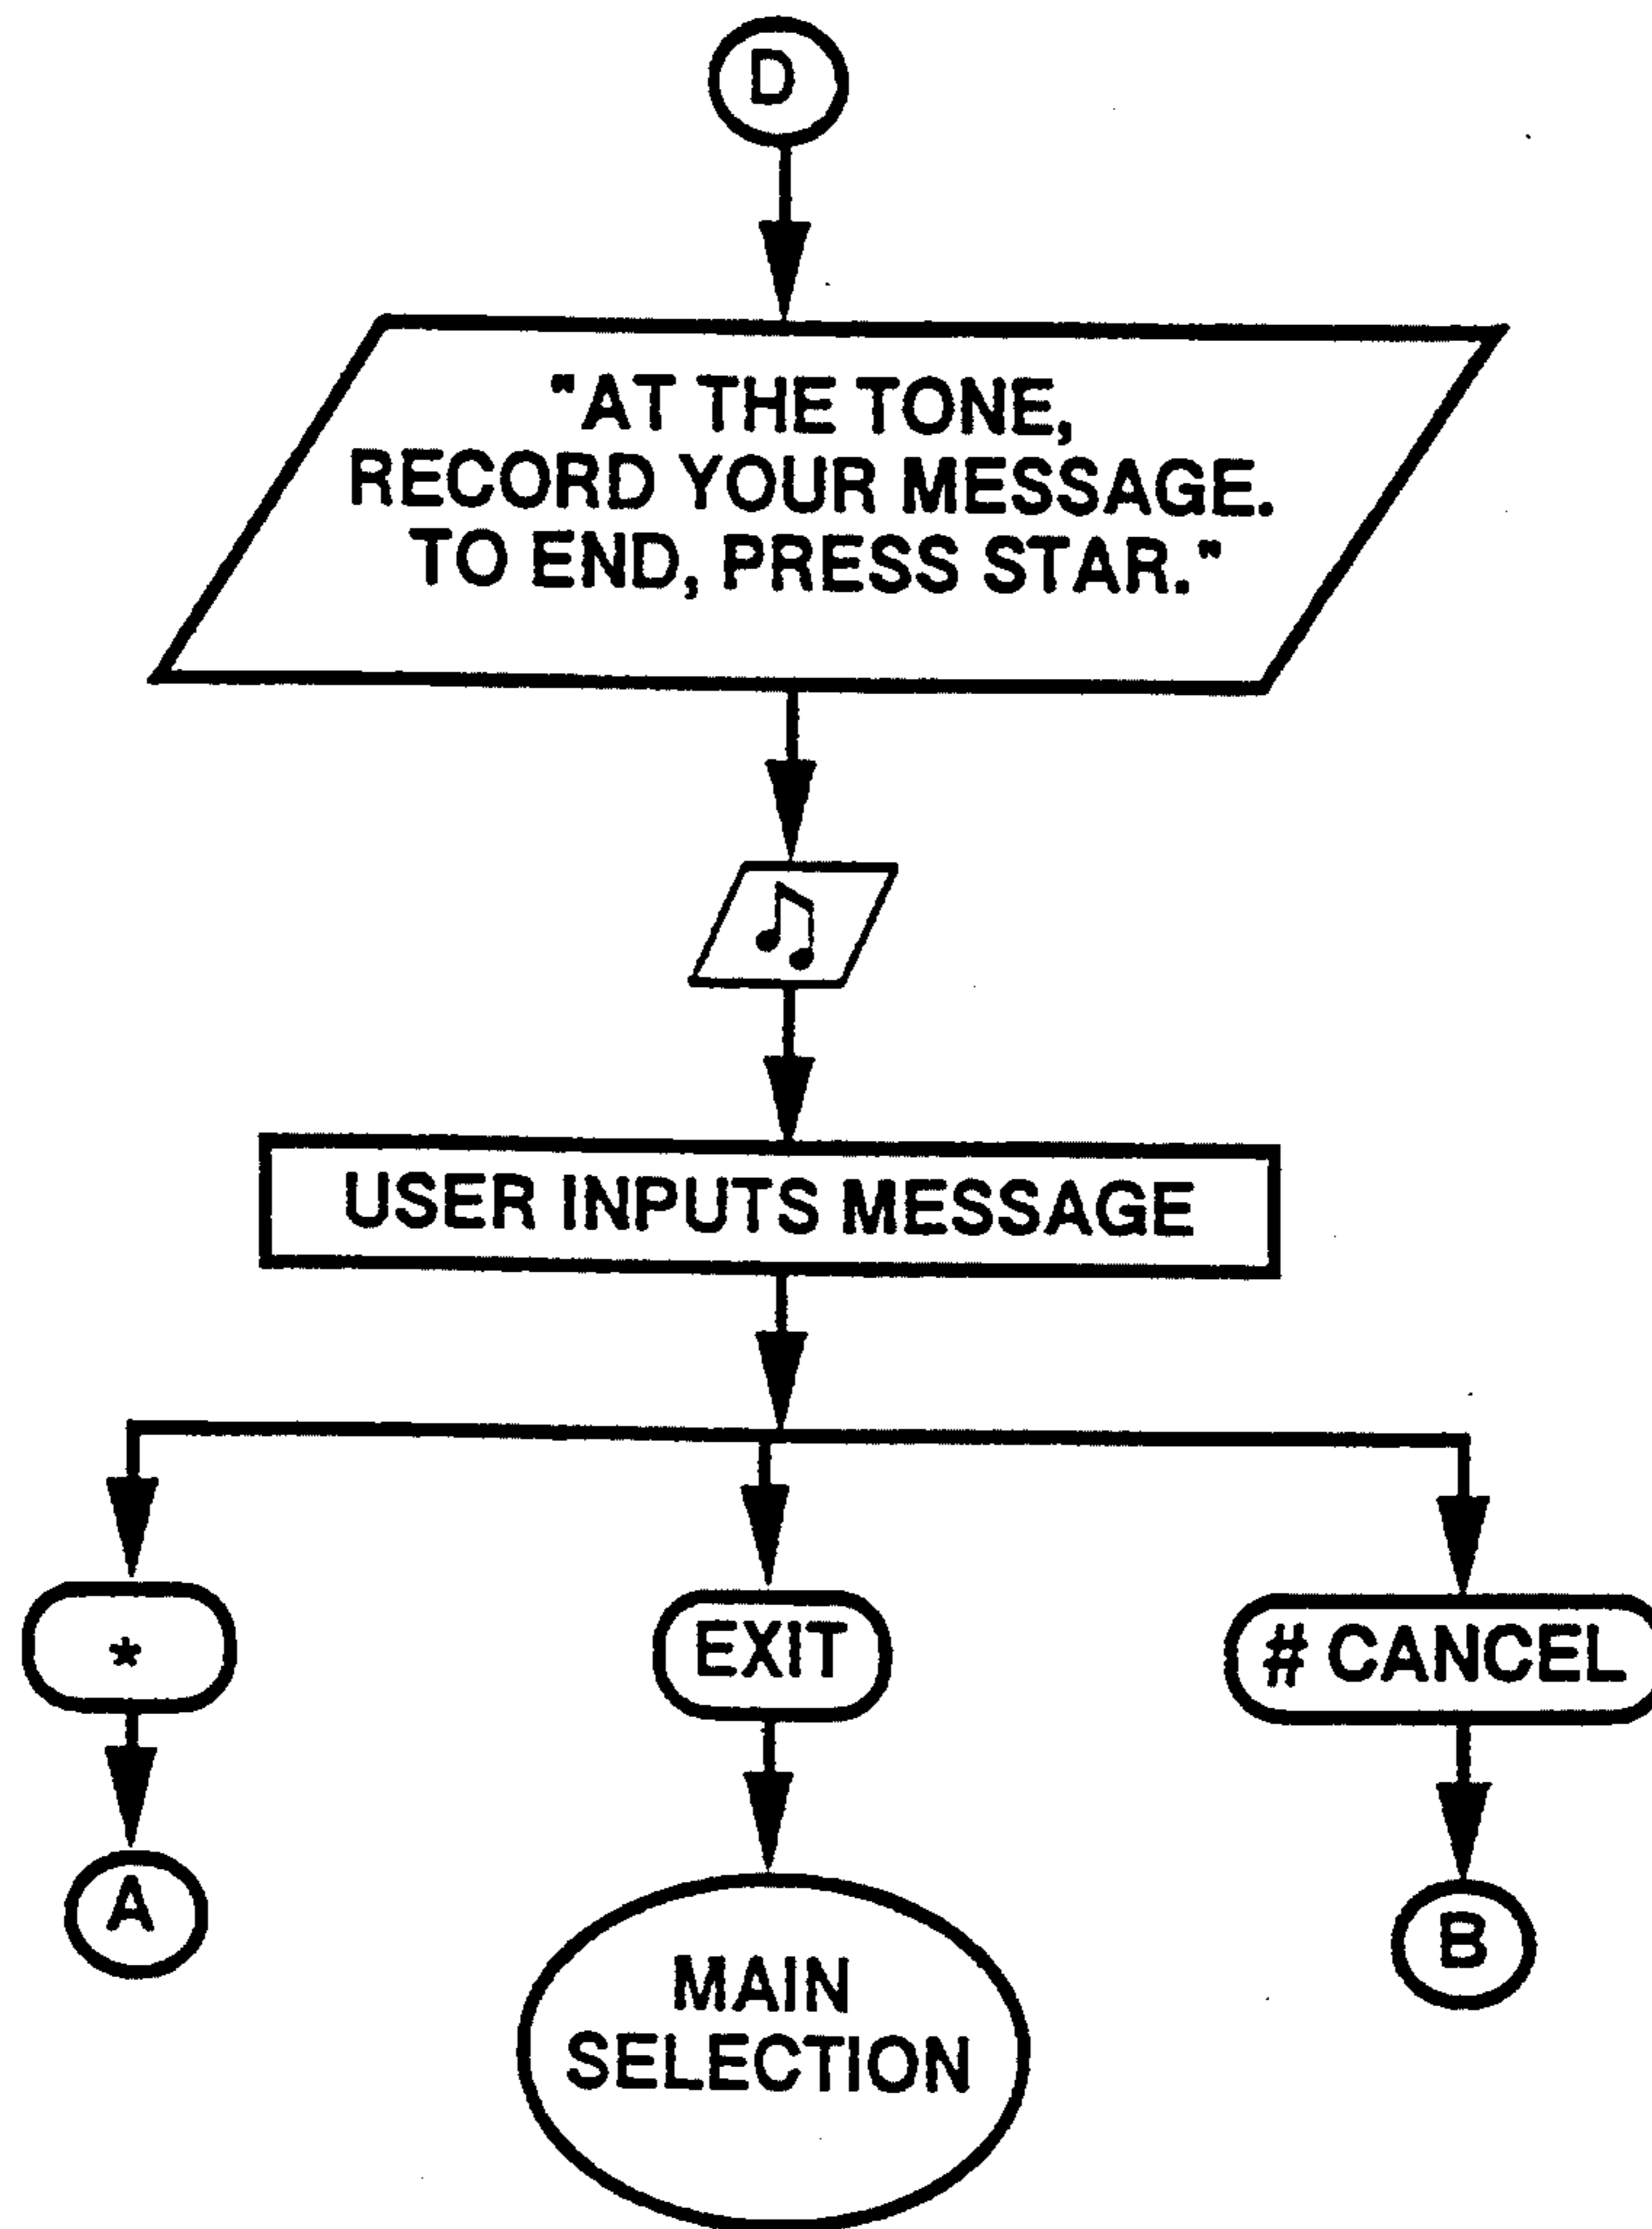 D
"AT THE TONE,
RECORD YOUR MESSAGE.
TO END, PRESS STAR."
USER INPUTS MESSAGE
*
EXIT
# CANCEL
A
MAIN
SELECTION
B